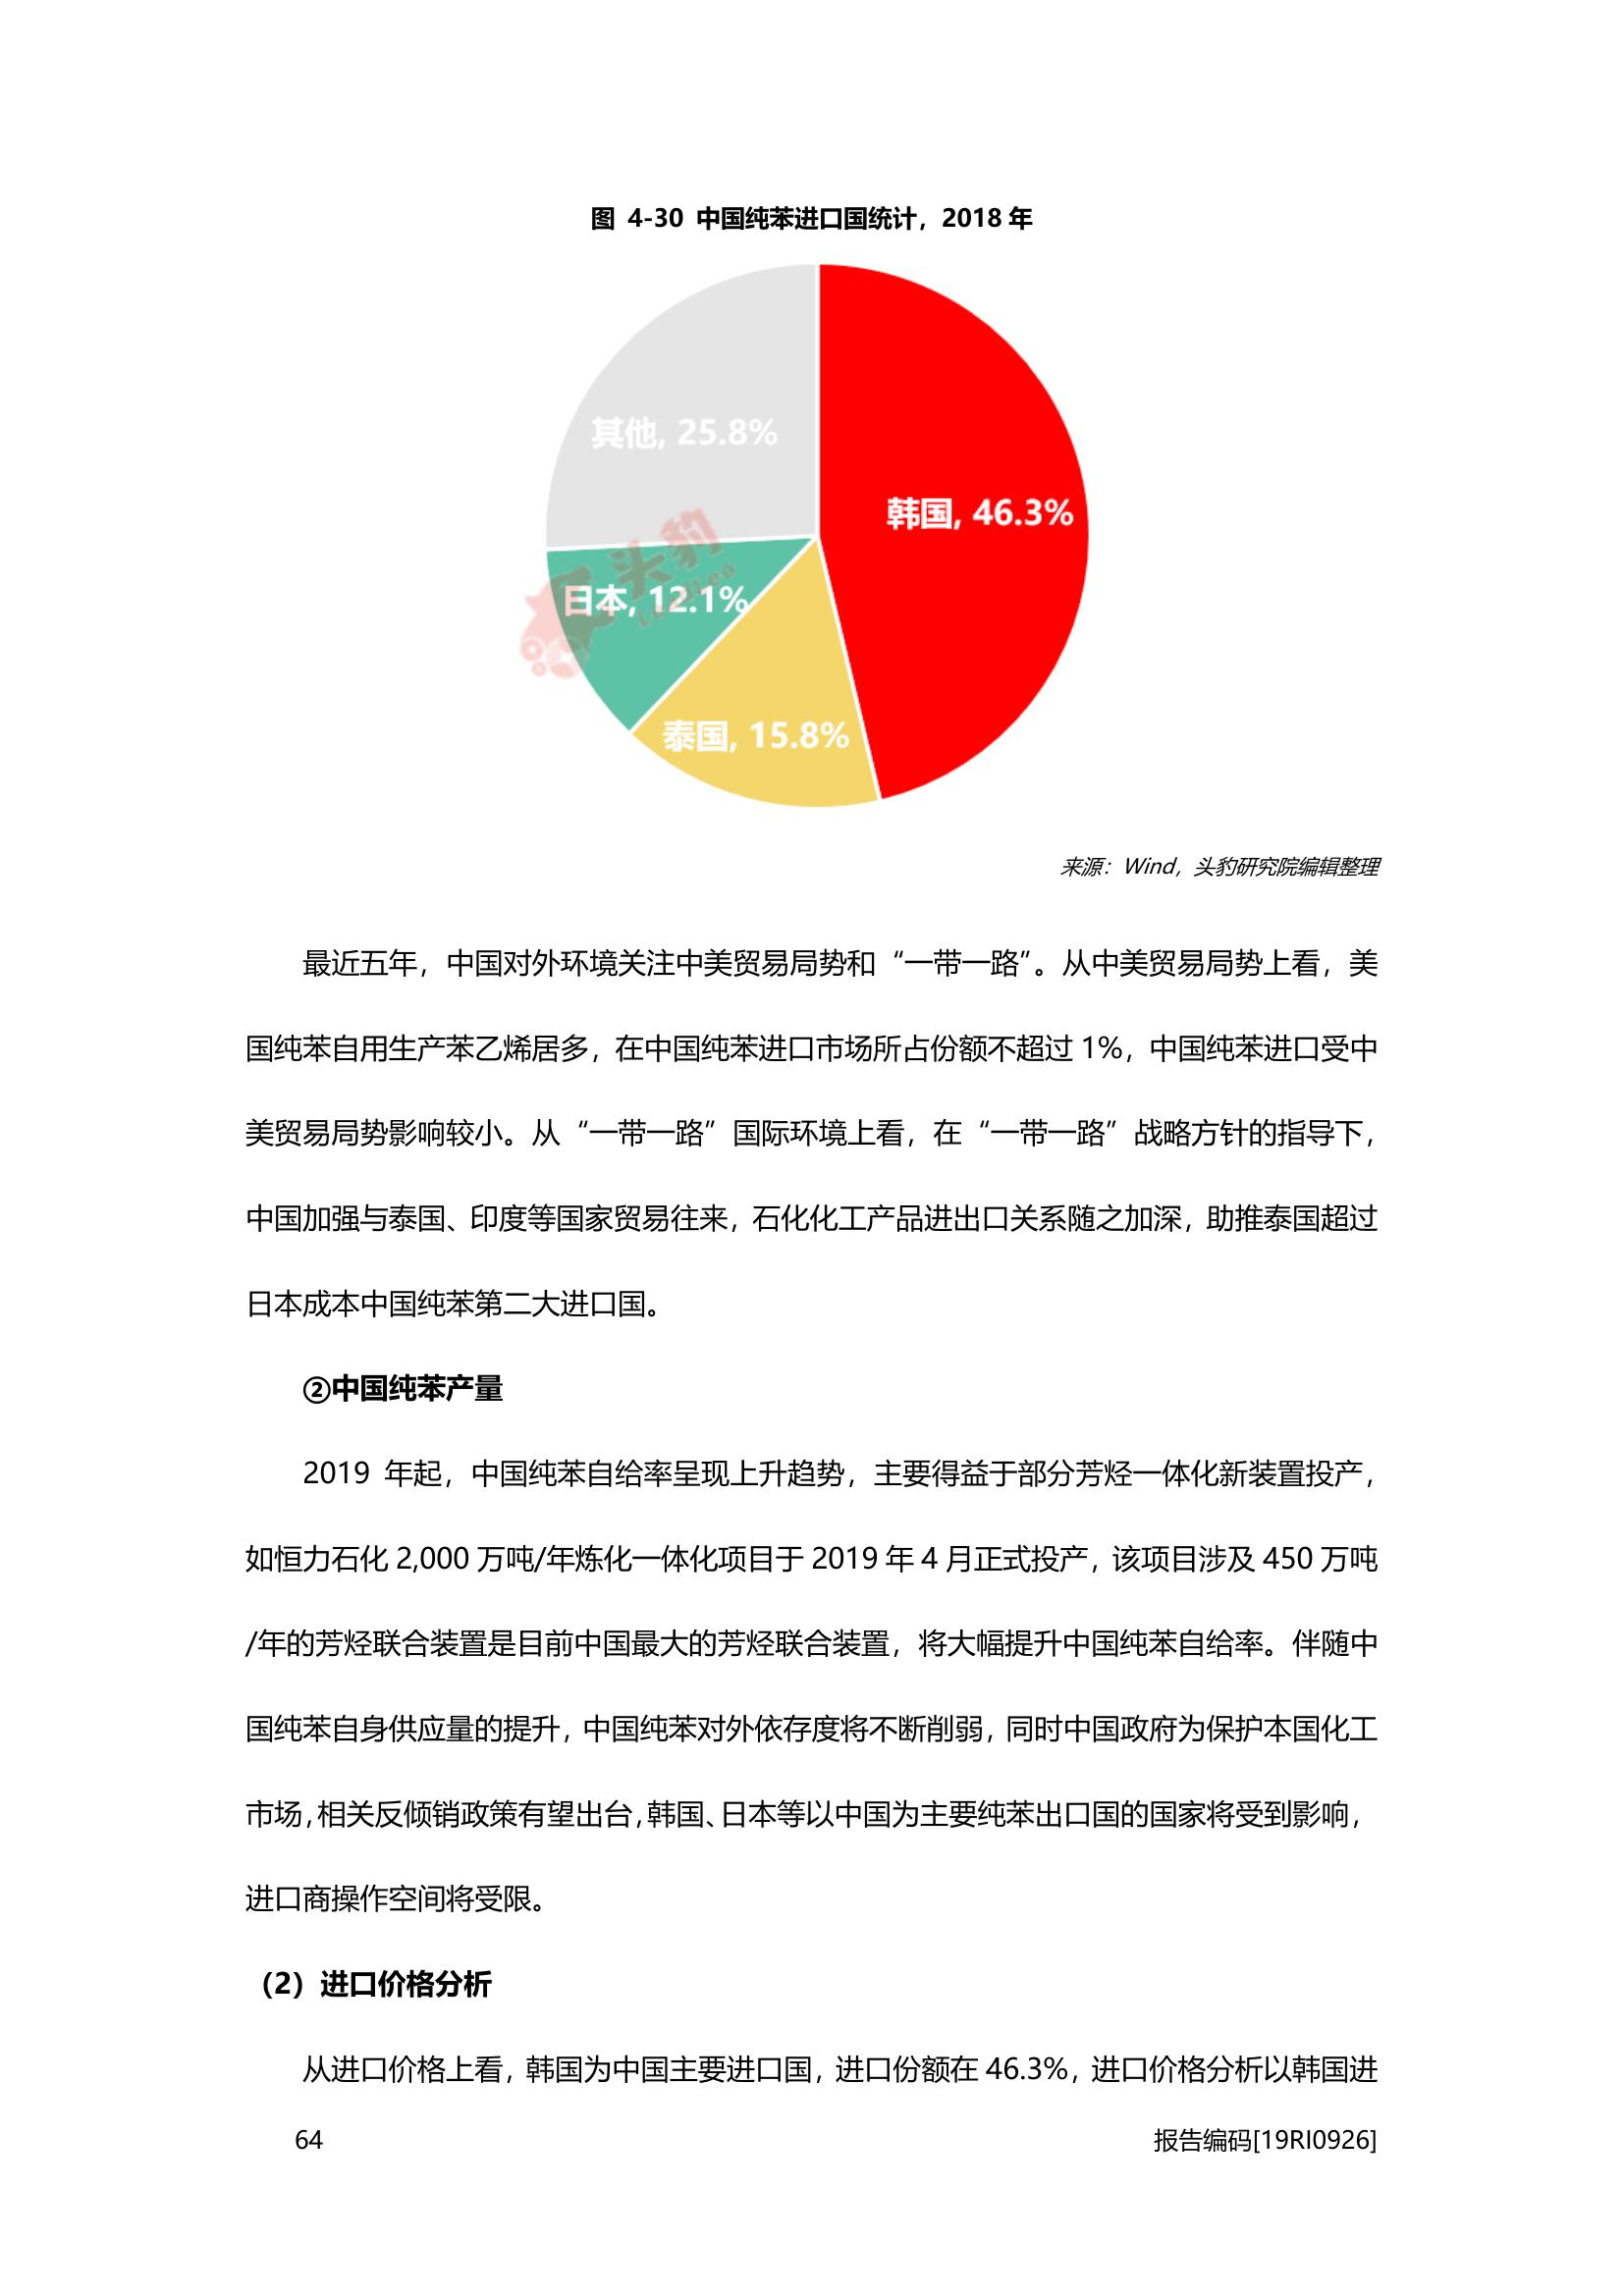 图 4-30 中国纯苯进口国统计，2018 年
其他, 25.8%
韩国, 46.3%
头豹
日本, 12.1%
泰国, 15.8%
来源：Wind，头豹研究院编辑整理
最近五年，中国对外环境关注中美贸易局势和“一带一路”。从中美贸易局势上看，美
国纯苯自用生产苯乙烯居多，在中国纯苯进口市场所占份额不超过 1%，中国纯苯进口受中
美贸易局势影响较小。从“一带一路”国际环境上看，在“一带一路”战略方针的指导下，
中国加强与泰国、印度等国家贸易往来，石化化工产品进出口关系随之加深，助推泰国超过
日本成本中国纯苯第二大进口国。
②中国纯苯产量
2019 年起，中国纯苯自给率呈现上升趋势，主要得益于部分芳烃一体化新装置投产，
如恒力石化 2,000 万吨/年炼化一体化项目于 2019 年 4 月正式投产，该项目涉及 450 万吨
/年的芳烃联合装置是目前中国最大的芳烃联合装置，将大幅提升中国纯苯自给率。伴随中
国纯苯自身供应量的提升，中国纯苯对外依存度将不断削弱，同时中国政府为保护本国化工
市场，相关反倾销政策有望出台，韩国、日本等以中国为主要纯苯出口国的国家将受到影响，
进口商操作空间将受限。
（2）进口价格分析
从进口价格上看，韩国为中国主要进口国，进口份额在 46.3%，进口价格分析以韩国进
64
报告编码[19RI0926]